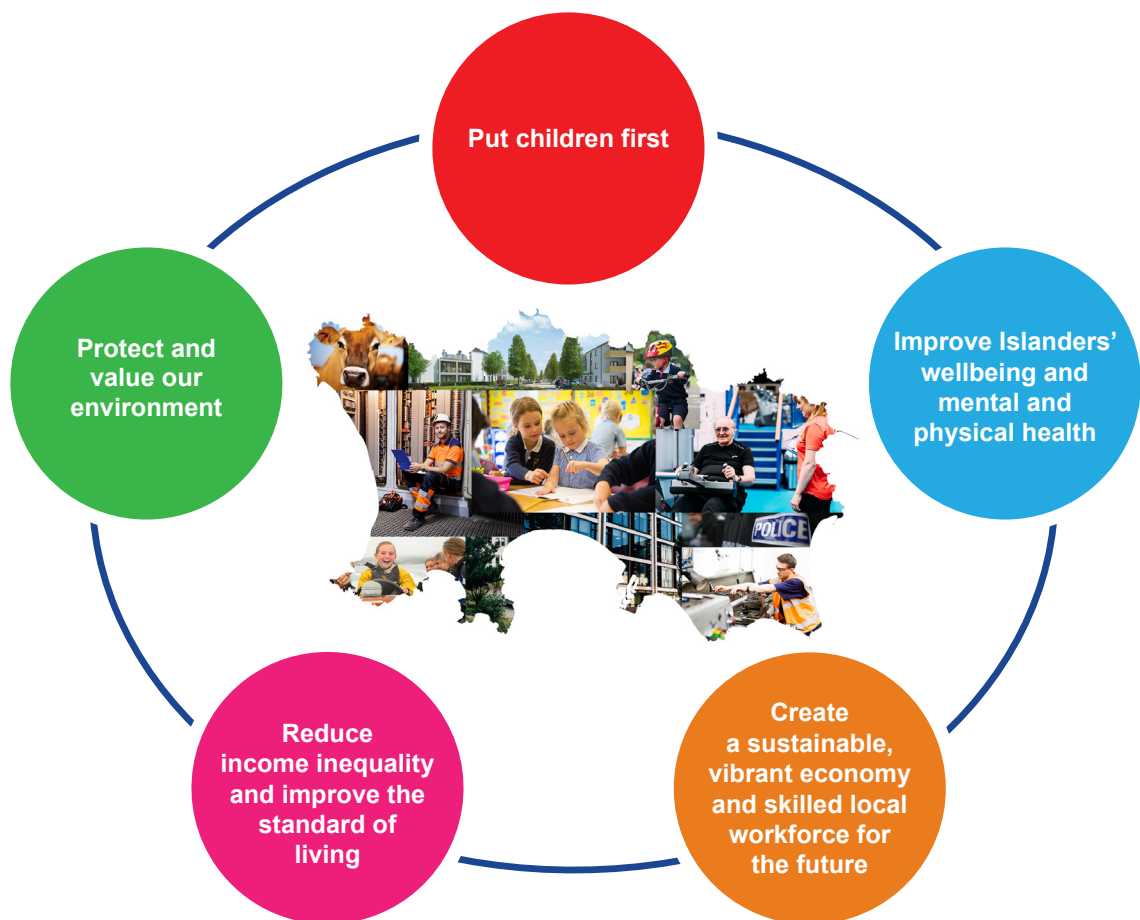 Put children first
Improve Islanders’
wellbeing and
mental and
physical health
Create
a sustainable,
vibrant economy
and skilled local
workforce for
the future
Reduce
income inequality
and improve the
standard of
living
Protect and
value our
environment
POLICE